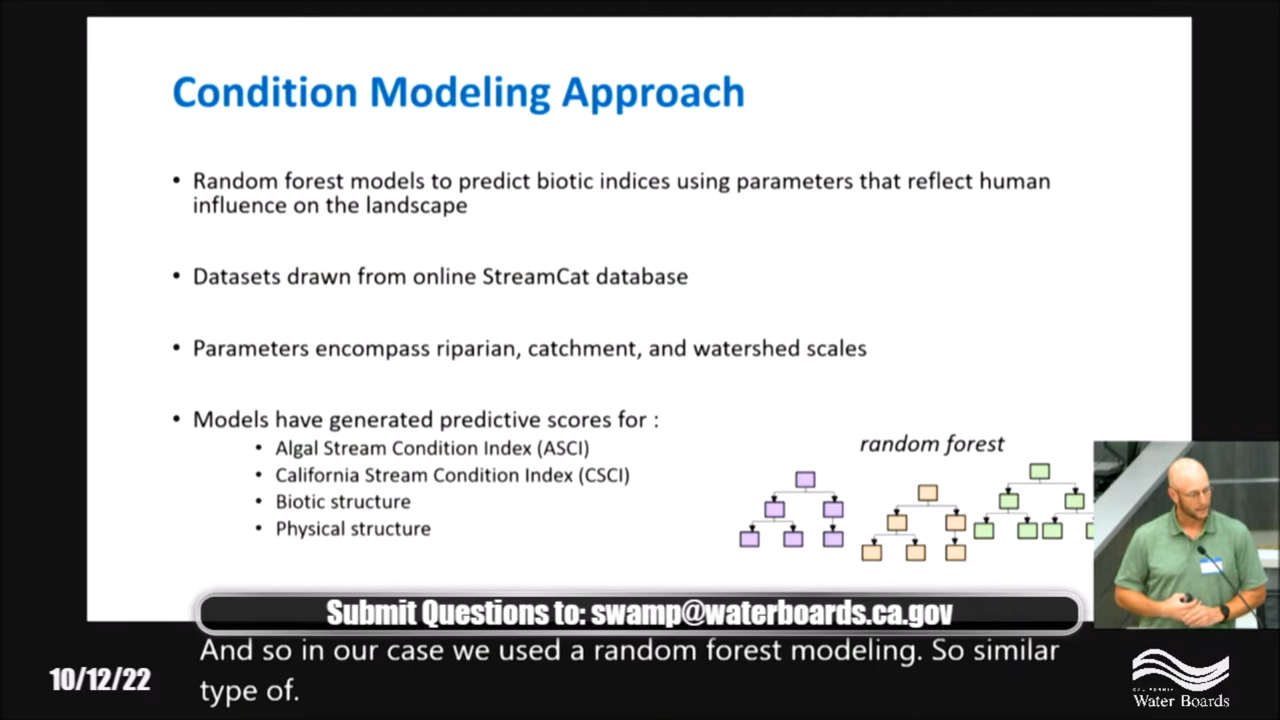 Condition Modeling Approach
• Random forest models to predict biotic indices using parameters that reflect human
influence on the landscape
• Datasets drawn from online StreamCat database
• Parameters encompass riparian, catchment, and watershed scales
• Models have generated predictive scores for :
• Algal Stream Condition Index (ASCI)
• California Stream Condition Index (CSCI)
• Biotic structure
• Physical structure
random forest
Submit Questions to: swamp@waterboards.ca.gov
And so in our case we used a random forest modeling. So similar
type of.
10/12/22
CALIFORNIA
Water Boards